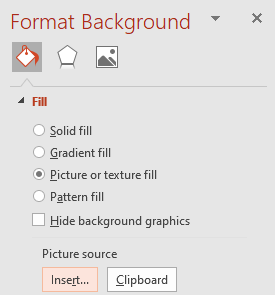 Format Background
Fill
Solid fill
Gradient fill
Picture or texture fill
Pattern fill
Hide background graphics
Picture source
Insert... Clipboard